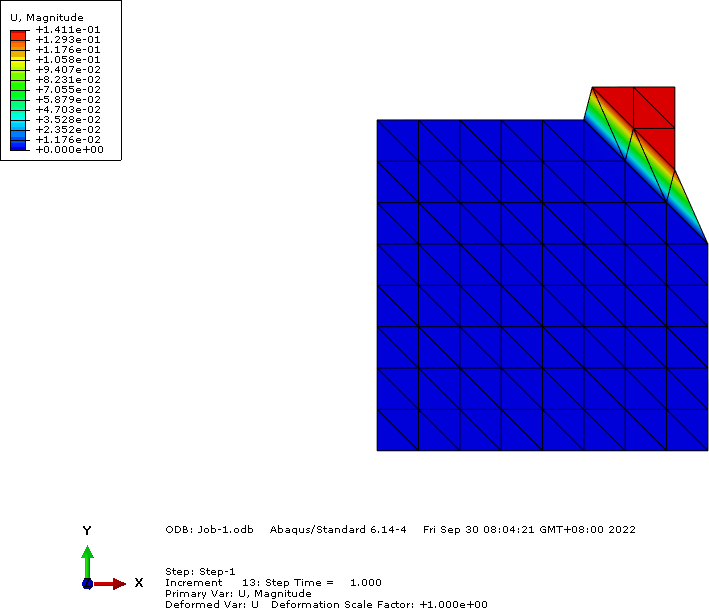 U, Magnitude
+1.411e-01
+1.293e-01
+1.176e-01
+1.058e-01
+9.407e-02
+8.231e-02
+7.055e-02
+5.879e-02
+4.703e-02
+3.528e-02
+2.352e-02
+1.176e-02
+0.000e+00
Y
X
ODB: Job-1.odb Abaqus/Standard 6.14-4 Fri Sep 30 08:04:21 GMT+08:00 2022
Step: Step-1
Increment 13: Step Time = 1.000
Primary Var: U, Magnitude
Deformed Var: U Deformation Scale Factor: +1.000e+00